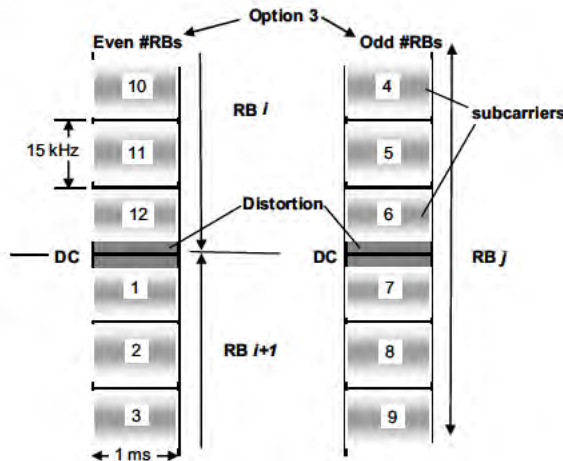 Option 3
Even #RBs
Odd #RBs
10
4
RB i
subcarriers
15 kHz
11
5
12
6
Distortion
DC
DC
RB j
1
7
2
8
RB i+1
3
9
1 ms